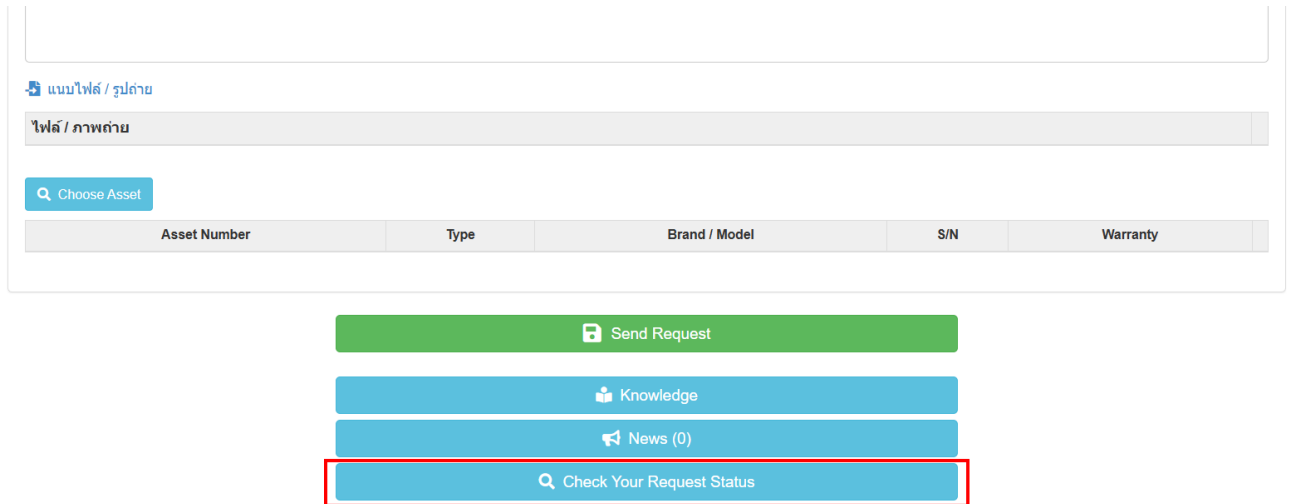 แนบไฟล์ / รูปถ่าย
ไฟล์ / ภาพถ่าย
Choose Asset
Asset Number Type Brand / Model S/N Warranty
Send Request
Knowledge
News (0)
Check Your Request Status